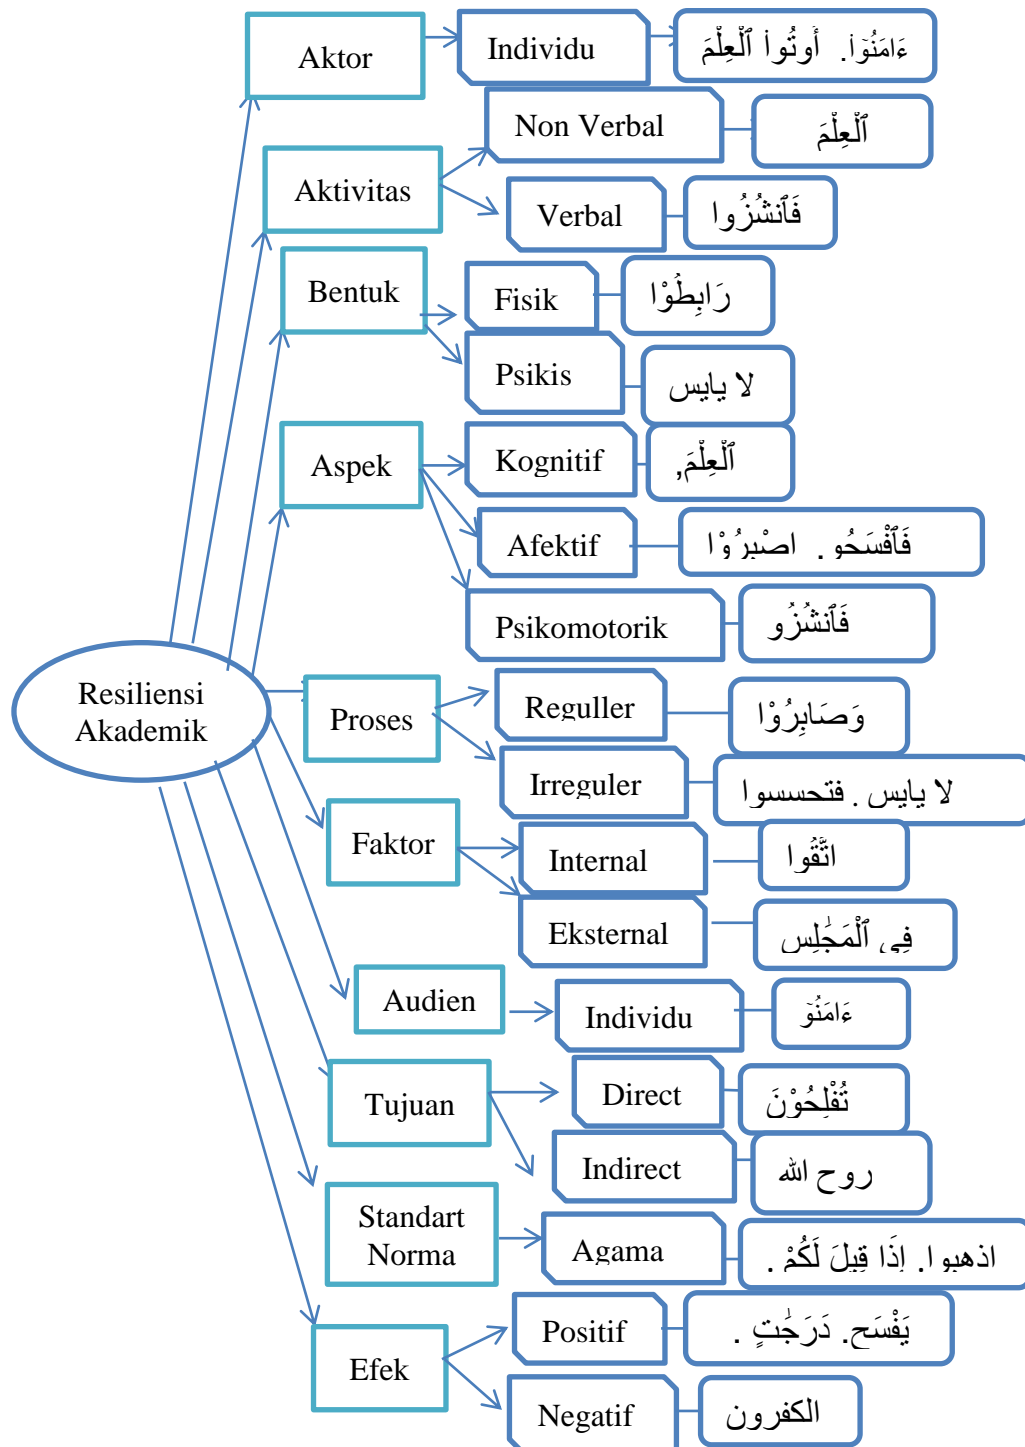 Aktor
Individu
ءَامَنُوٓا۟. أُوتُوا۟ ٱلْعِلْمَ
Aktivitas
Non Verbal
ٱلْعِلْمَ
Verbal
فَٱنشُزُوا
Bentuk
Fisik
رَابِطُوْا
Psikis
لا يايس
Aspek
Kognitif
ٱلْعِلْمَ,
Afektif
فَٱفْسَحُو. اصْبِرُوْا
Psikomotorik
فَٱنشُزُو
Resiliensi
Akademik
Proses
Reguller
وَصَابِرُوْا
Irreguler
لا يايس. فتحسسوا
Faktor
Internal
اتَّقُوا
Eksternal
فِى ٱلْمَجَٰلِس
Audien
Individu
ءَامَنُوٓ
Tujuan
Direct
تُفْلِحُوْنَ
Indirect
روح الله
Standart
Norma
Agama
اذهبوا. إِذَا قِيلَ لَكُمْ .
Efek
Positif
يَفْسَح. دَرَجَٰتٍ .
Negatif
الكفرون